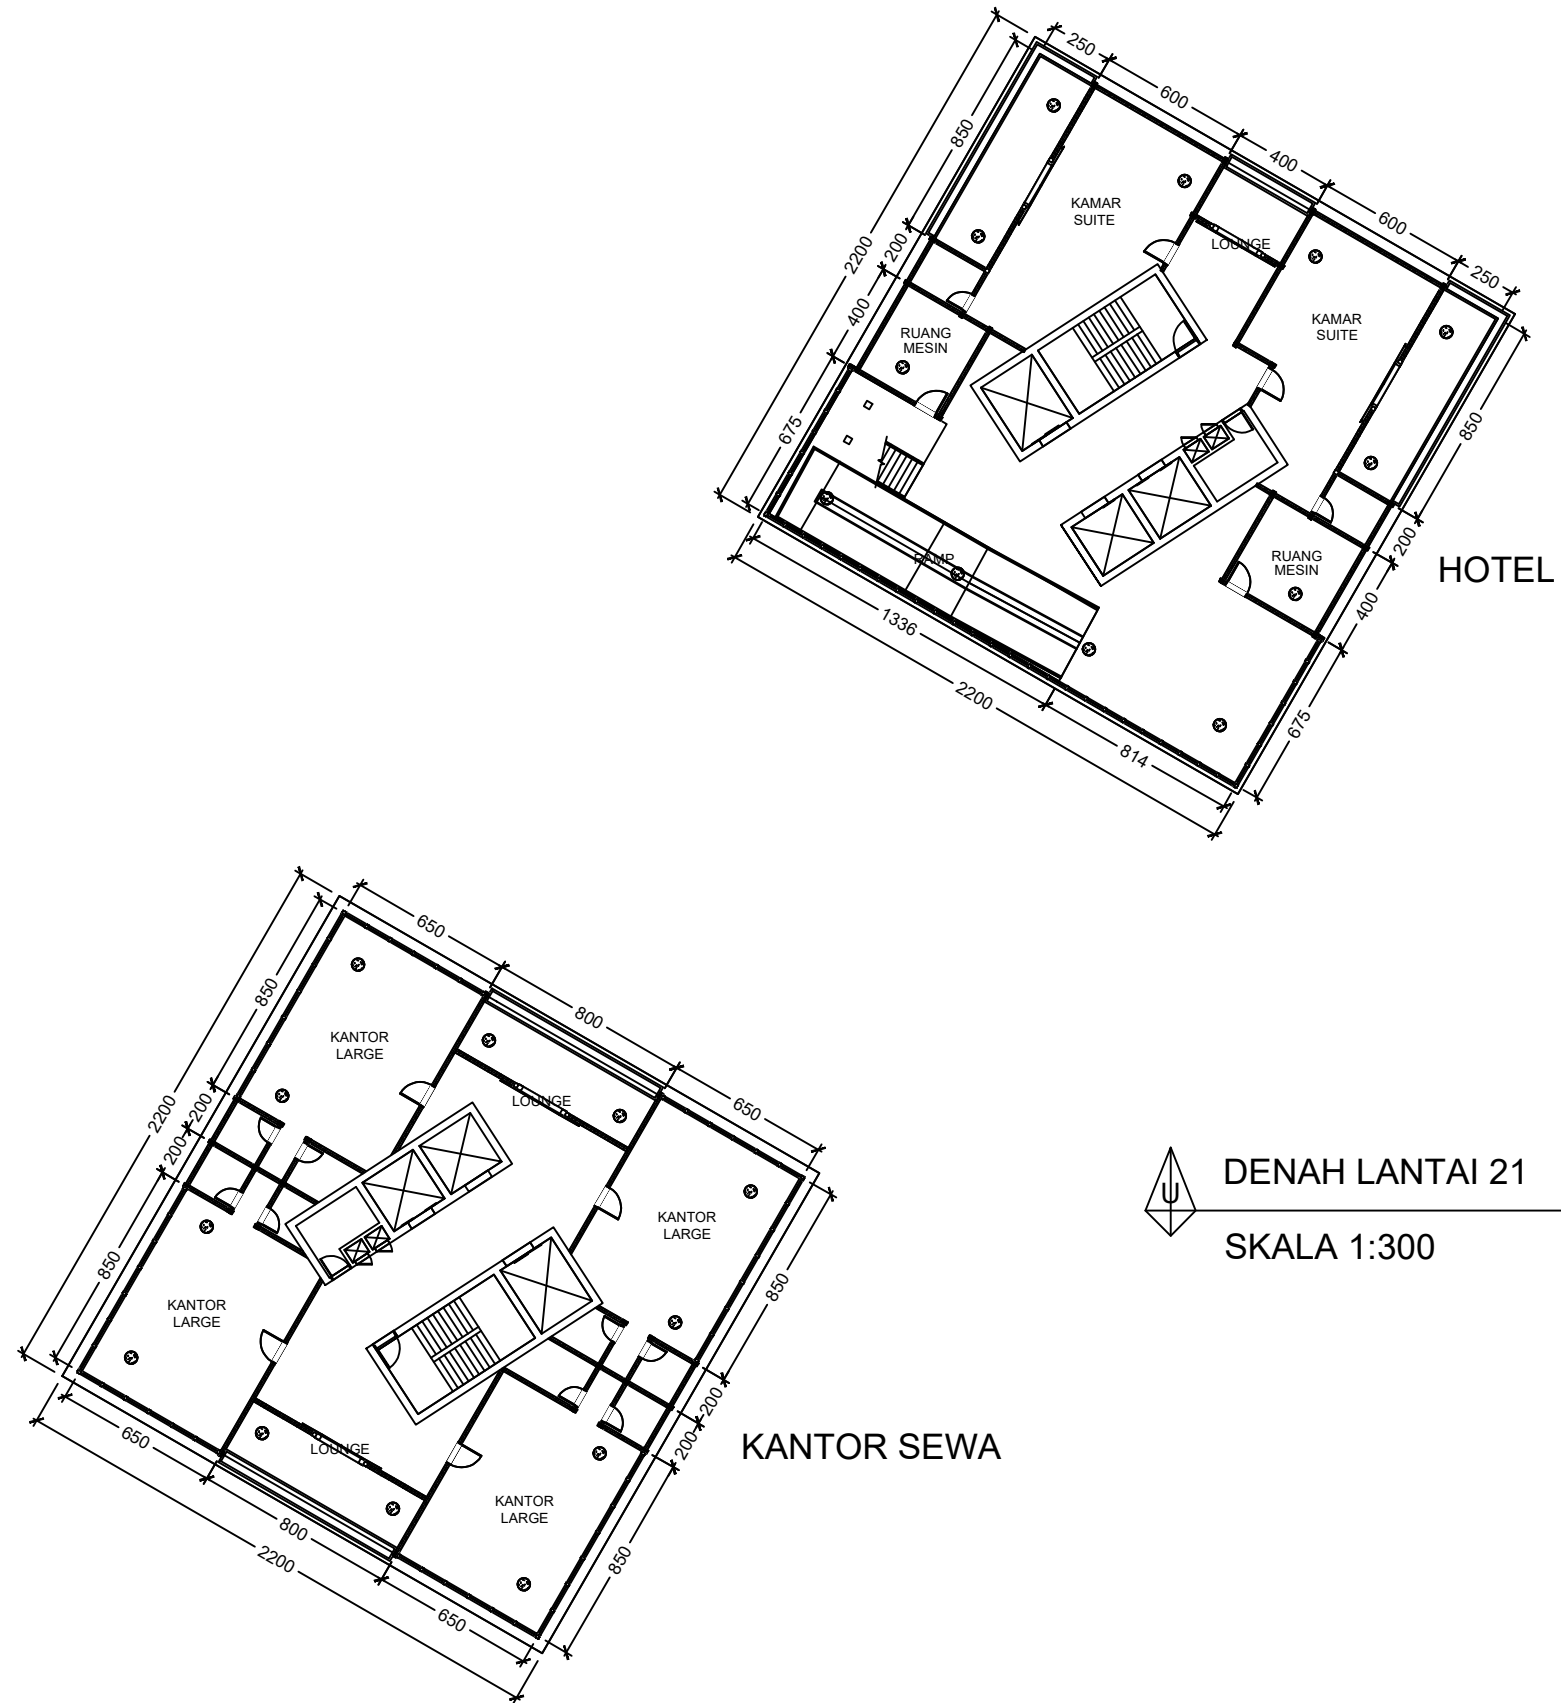 250
600
400
600
250
850
200
400
675
2200
KAMAR
SUITE
LOUNGE
KAMAR
SUITE
RUANG
MESIN
RAMP
RUANG
MESIN
850
200
400
675
1336
814
2200
HOTEL
650
800
650
850
200
200
850
2200
KANTOR
LARGE
LOUNGE
KANTOR
LARGE
KANTOR
LARGE
LOUNGE
KANTOR
LARGE
850
200
200
850
650
800
650
2200
KANTOR SEWA
U
DENAH LANTAI 21
SKALA 1:300